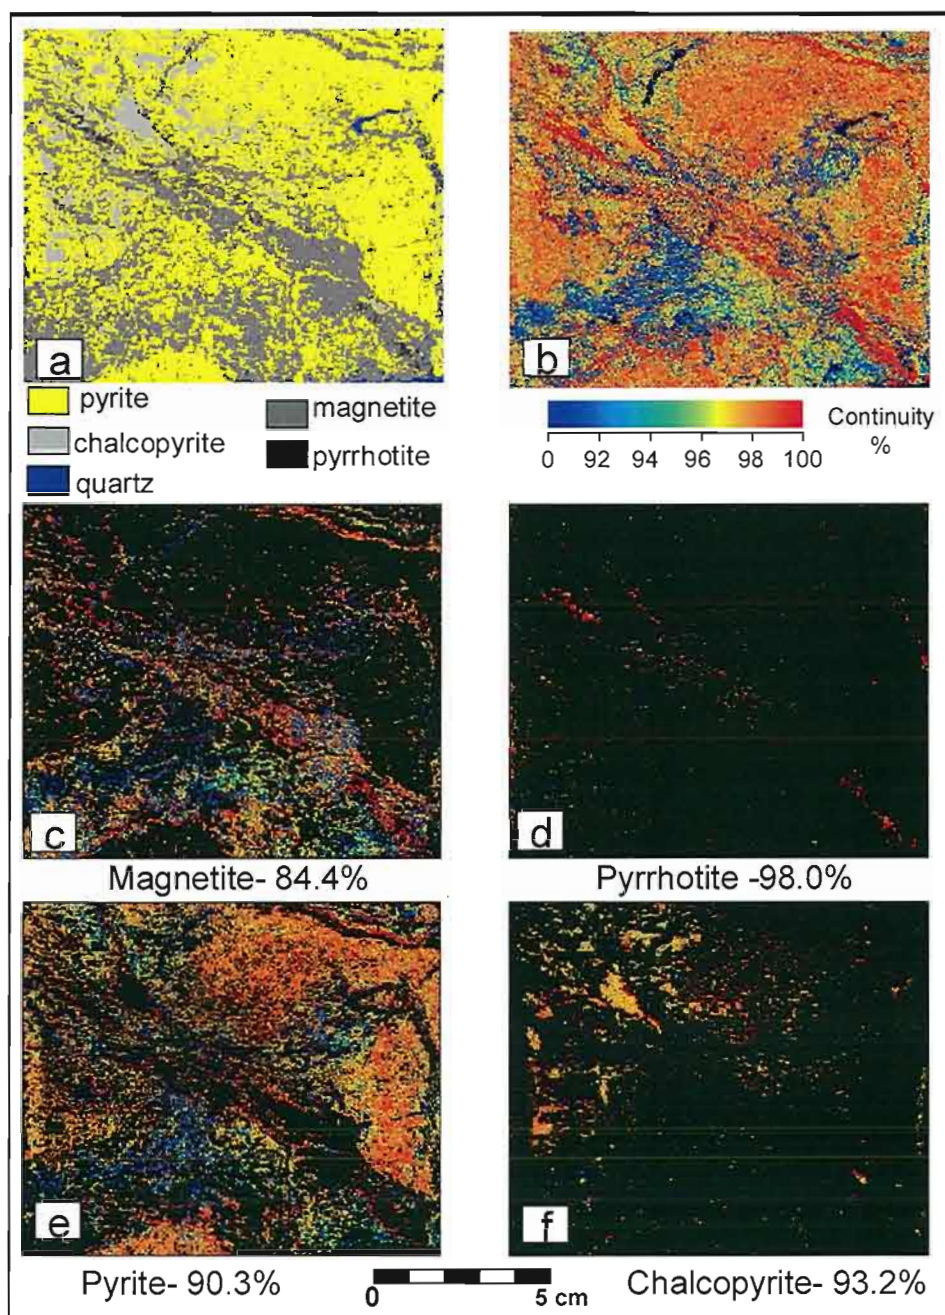 a
b
pyrite
chalcopyrite
quartz
magnetite
pyrrhotite
Continuity
%
0 92 94 96 98 100
c
d
Magnetite- 84.4%
Pyrrhotite -98.0%
e
f
Pyrite- 90.3%
0 5 cm
Chalcopyrite- 93.2%